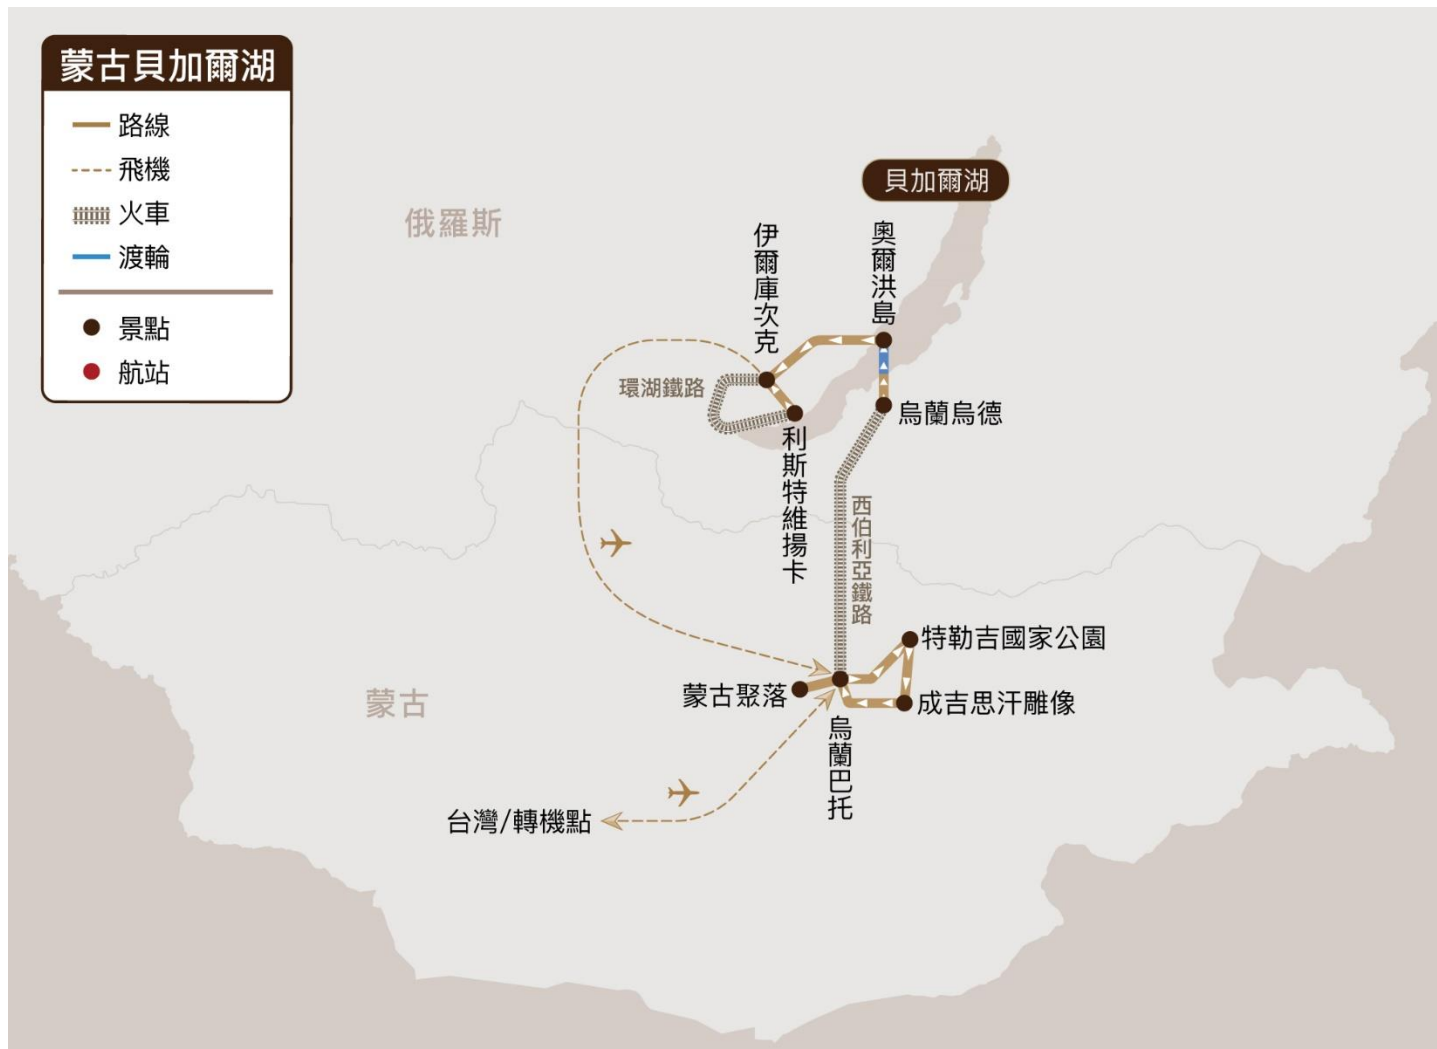 蒙古貝加爾湖
路線
飛機
火車
渡輪
景點
航站
貝加爾湖
俄羅斯
伊爾庫次克
奧爾洪島
環湖鐵路
烏蘭烏德
利斯特維揚卡
西伯利亞鐵路
特勒吉國家公園
蒙古聚落
成吉思汗雕像
蒙古
烏蘭巴托
台灣/轉機點